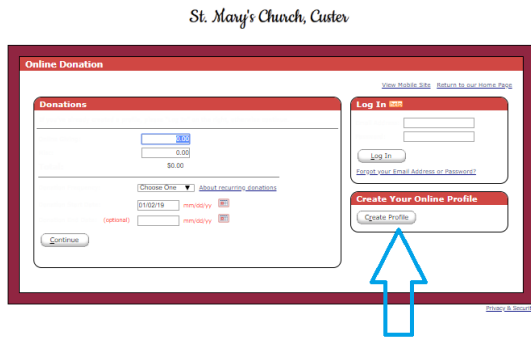 St. Mary's Church, Custer
Online Donation
View Mobile Site Return to our Home Page
Donations
0.00
0.00
$0.00
Choose One ▼ About recurring donations
01/02/19 mm/dd/yy
(optional) mm/dd/yy
Continue
Log In
Log In
Forgot your Email Address or Password?
Create Your Online Profile
Create Profile
Privacy & Securit